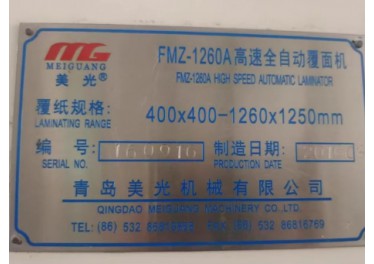 MG
MEIGUANG
美光®
FMZ-1260A高速全自动覆面机
FMZ-1260A HIGH SPEED AUTOMATIC LAMINATOR
覆纸规格:
LAMINATING RANGE
400x400-1260x1250mm
编 号:
SERIAL NO.
160916
制造日期:
PRODUCTION DATE
青岛美光机械有限公司
QINGDAO MEIGUANG MACHINERY CO., LTD.
TEL: (86) 532 86816769